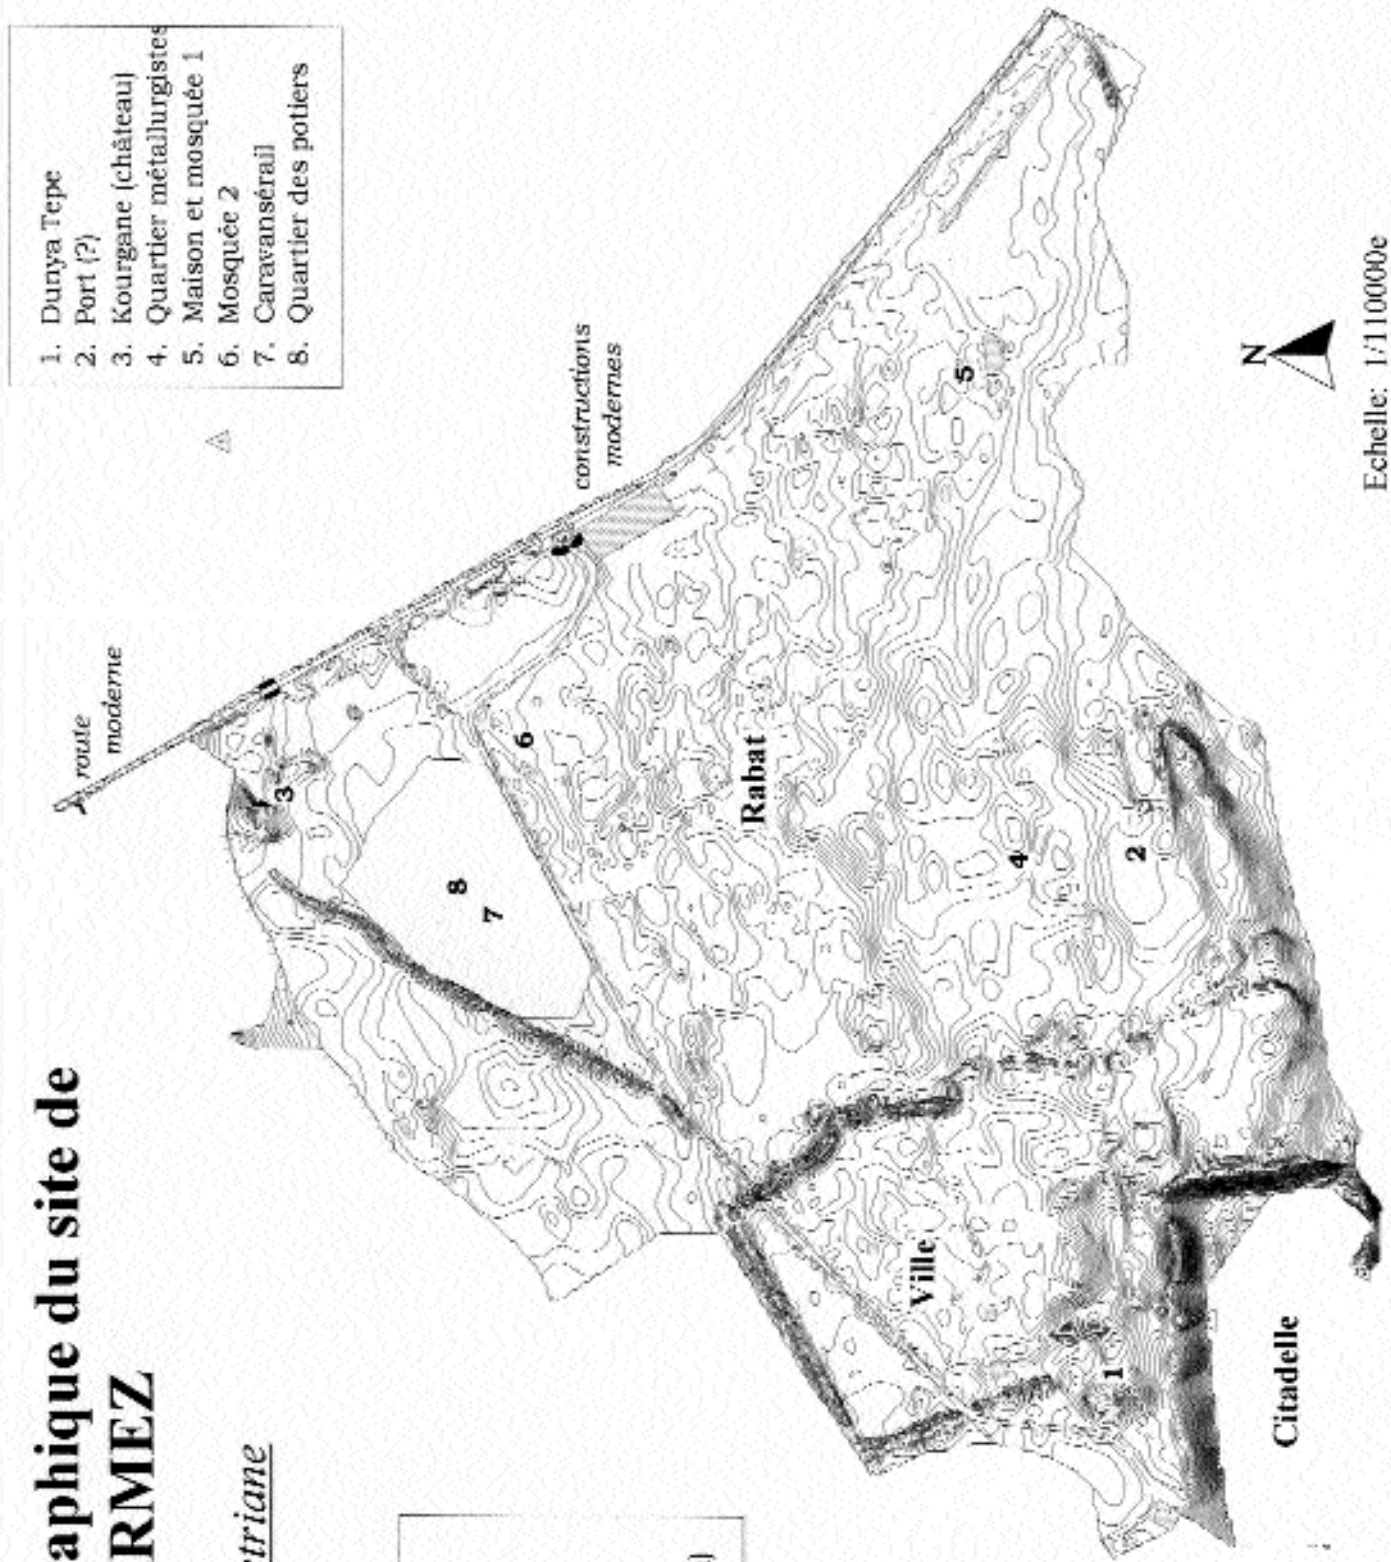 aphique du site de
RMEZ
triane
1. Dunya Tepe
2. Port (?)
3. Kourgane (château)
4. Quartier métallurgistes
5. Maison et mosquée 1
6. Mosquée 2
7. Caravansérail
8. Quartier des potiers
route
moderne
constructions
modernes
3
8
7
6
Rabat
5
4
2
Ville
1
Citadelle
N
Echelle: 1/110000e